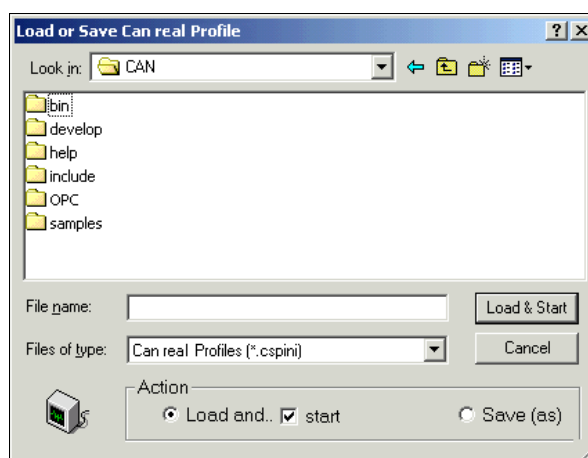 Load or Save Can real Profile
Look in: CAN
bin
develop
help
include
OPC
samples
File name: Load & Start
Files of type: Can real Profiles (*.cspini) Cancel
Action
Load and.. start Save (as)